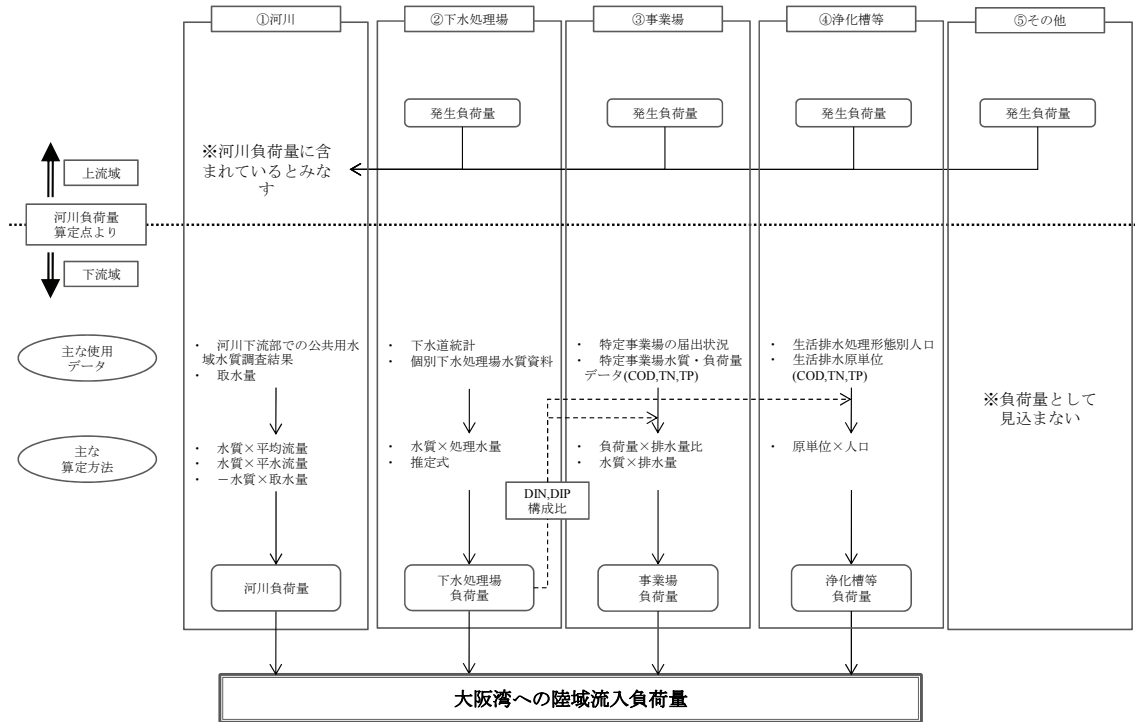 ①河川
②下水処理場
③事業場
④浄化槽等
⑤その他
発生負荷量
発生負荷量
発生負荷量
発生負荷量
※河川負荷量に含
まれているとみな
す
上流域
河川負荷量
算定点より
下流域
主な使用
データ
・ 河川下流部での公共用水
域水質調査結果
・ 取水量
・ 下水道統計
・ 個別下水処理場水質資料
・ 特定事業場の届出状況
・ 特定事業場水質・負荷量
データ(COD,TN,TP)
・ 生活排水処理形態別人口
・ 生活排水原単位
(COD,TN,TP)
※負荷量として
見込まない
主な
算定方法
・ 水質×平均流量
・ 水質×平水流量
・ －水質×取水量
・ 水質×処理水量
・ 推定式
・ 負荷量×排水量比
・ 水質×排水量
・ 原単位×人口
DIN,DIP
構成比
河川負荷量
下水処理場
負荷量
事業場
負荷量
浄化槽等
負荷量
大阪湾への陸域流入負荷量